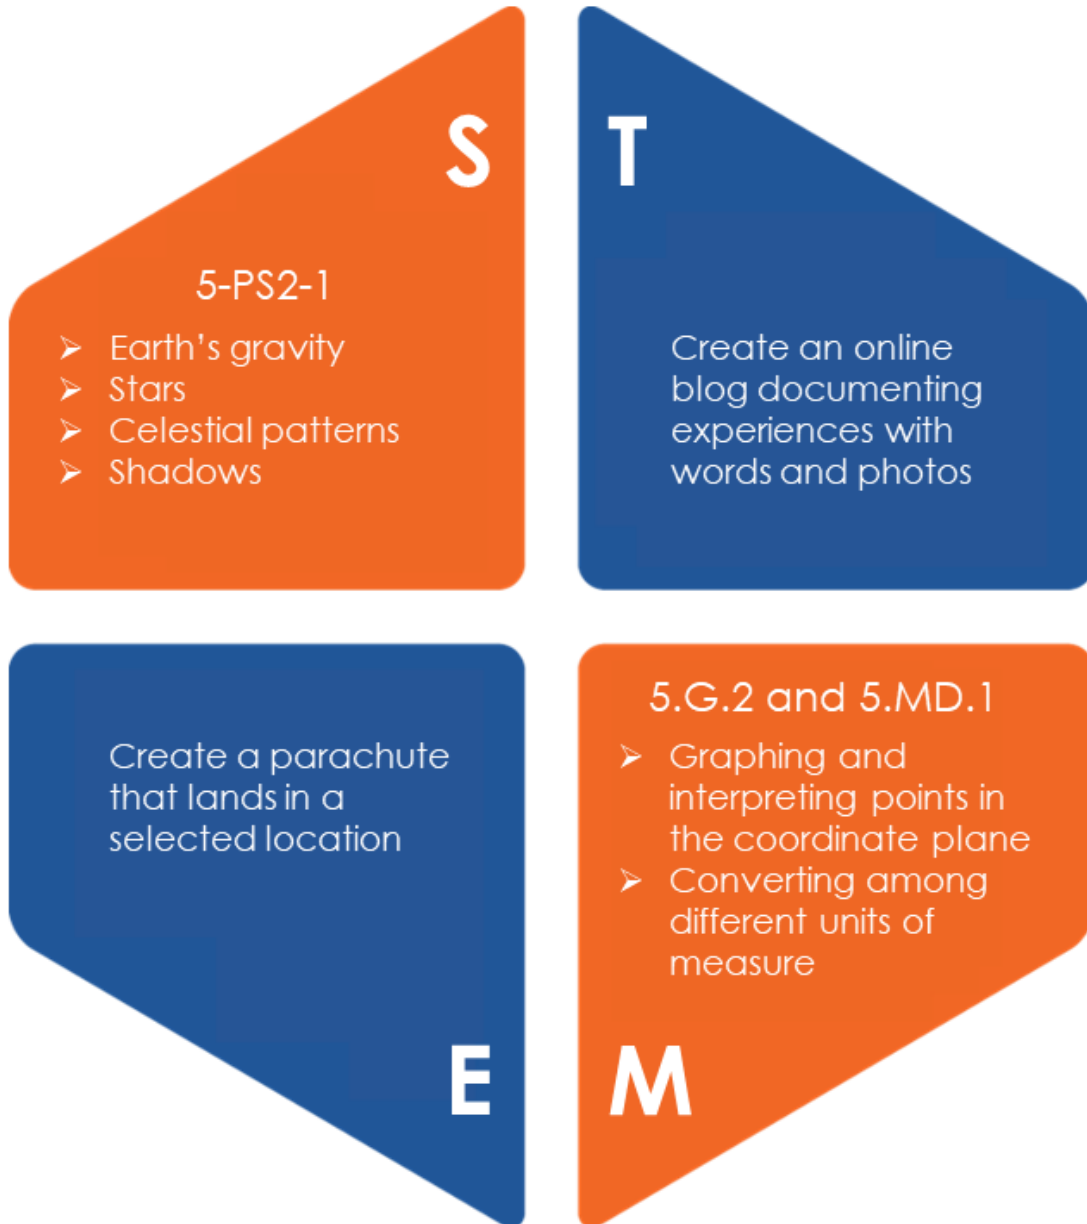 S
5-PS2-1
➢ Earth's gravity
➢ Stars
➢ Celestial patterns
➢ Shadows
T
Create an online
blog documenting
experiences with
words and photos
Create a parachute
that lands in a
selected location
E
5.G.2 and 5.MD.1
➢ Graphing and
interpreting points in
the coordinate plane
➢ Converting among
different units of
measure
M